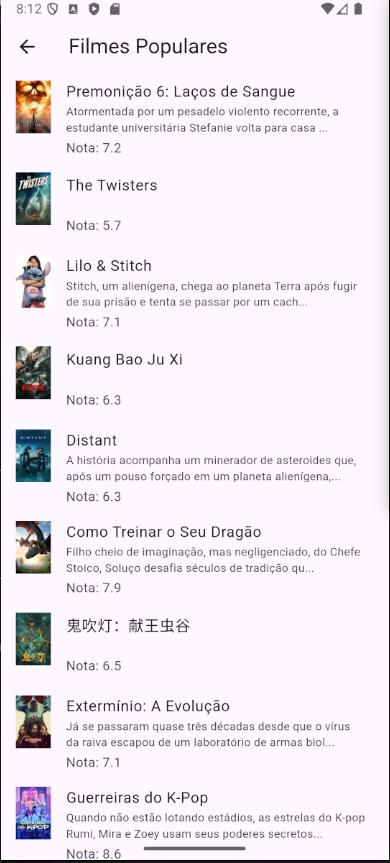 8:12
Filmes Populares
Premonição 6: Laços de Sangue
Atormentada por um pesadelo violento recorrente, a
estudante universitária Stefanie volta para casa ...
Nota: 7.2
TWISTERS
The Twisters
Nota: 5.7
Lilo & Stitch
Stitch, um alienígena, chega ao planeta Terra após fugir
de sua prisão e tenta se passar por um cach...
Nota: 7.1
Kuang Bao Ju Xi
Nota: 6.3
DISTANT
Distant
A história acompanha um minerador de asteroides que,
após um pouso forçado em um planeta alienígena,...
Nota: 6.3
Como Treinar o Seu Dragão
Filho cheio de imaginação, mas negligenciado, do Chefe
Stoico, Soluço desafia séculos de tradição qu...
Nota: 7.9
鬼吹灯：献王虫谷
Nota: 6.5
Extermínio: A Evolução
Já se passaram quase três décadas desde que o vírus
da raiva escapou de um laboratório de armas biol...
Nota: 7.1
Guerreiras do K-Pop
Quando não estão lotando estádios, as estrelas do K-pop
Rumi, Mira e Zoey usam seus poderes secretos...
Nota: 8.6